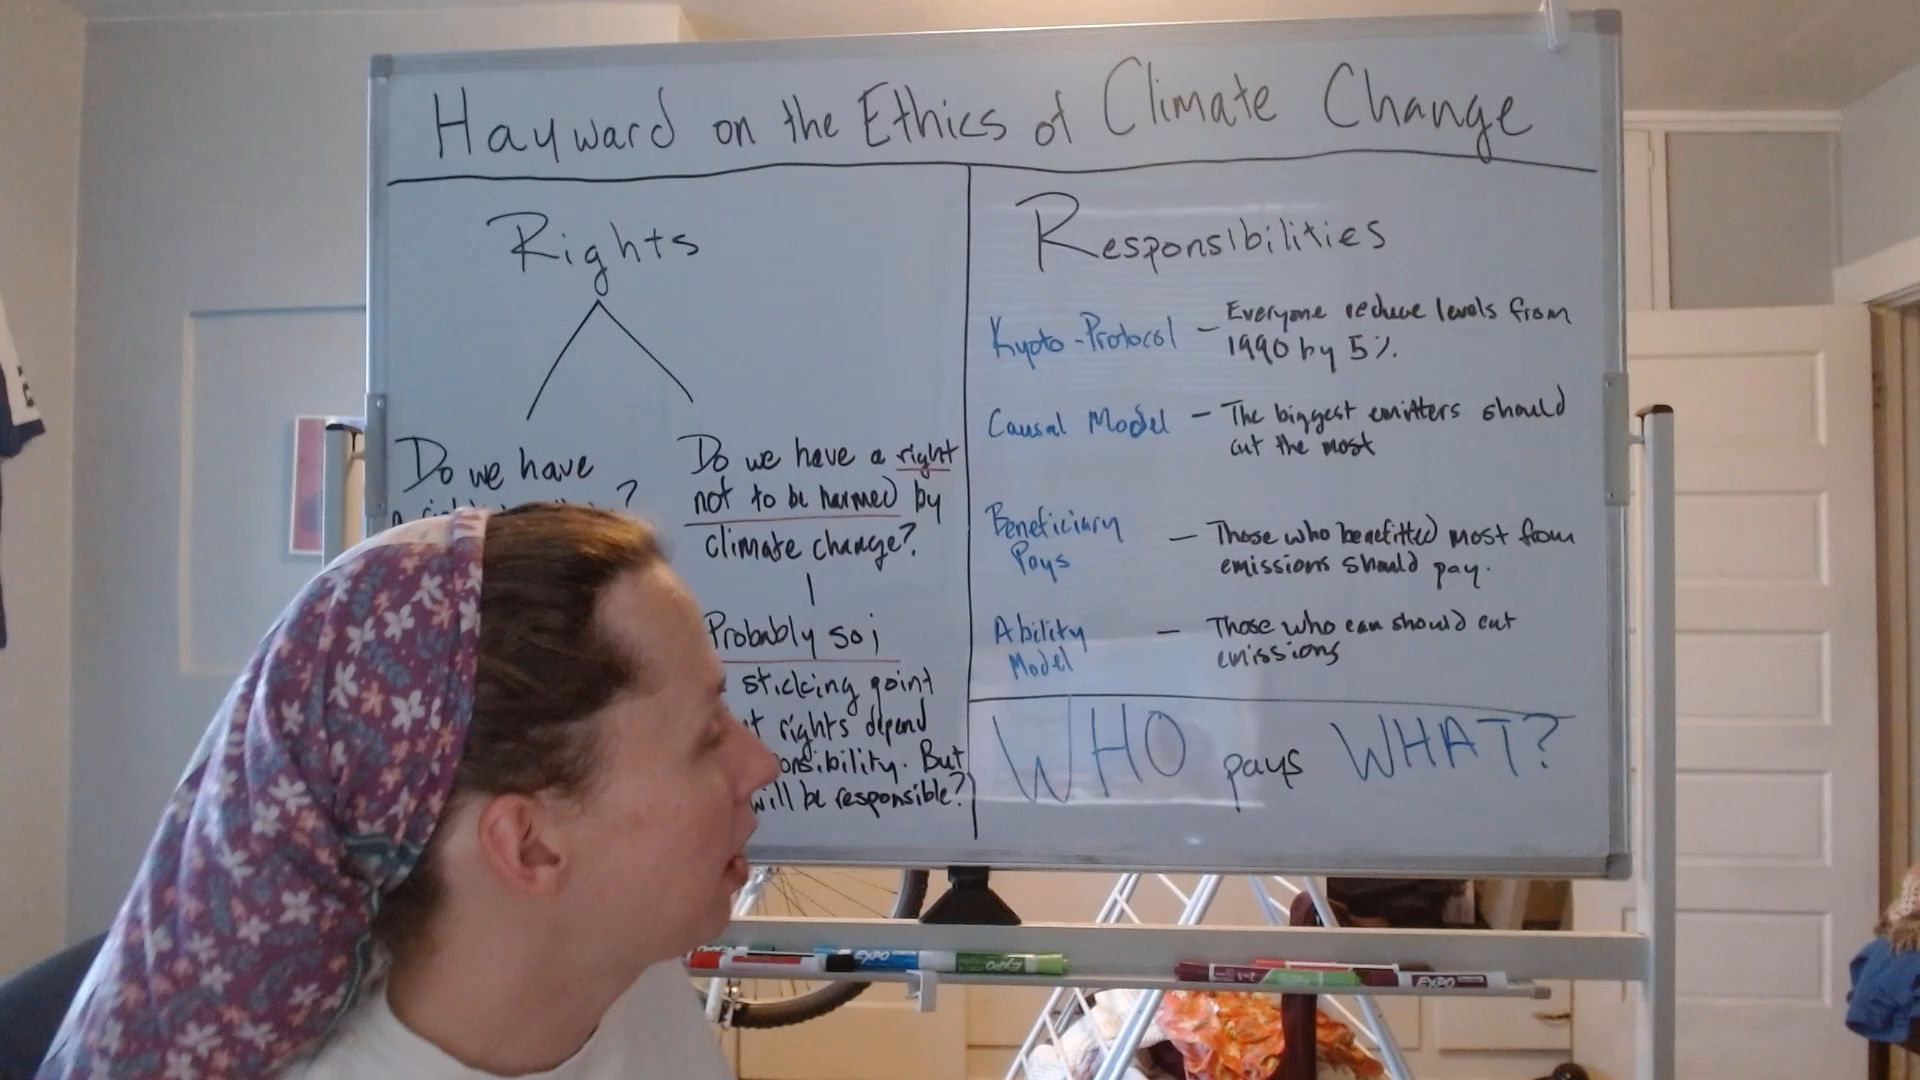 Hayward on the Ethics of Climate Change
Rights
Do we have
?
Do we have a right
not to be harmed by
climate change?
Probably so;
sticking point
rights depend
onsibility. But
will be responsible?
Responsibilities
Kyoto-Protocol – Everyone reduce levels from
1990 by 5%.
Causal Model – The biggest emitters should
cut the most
Beneficiary
Pays
– Those who benefitted most from
emissions should pay.
Ability
Model
– Those who can should cut
emissions
WHO pays WHAT?
EXPO
EXPO
EXPO